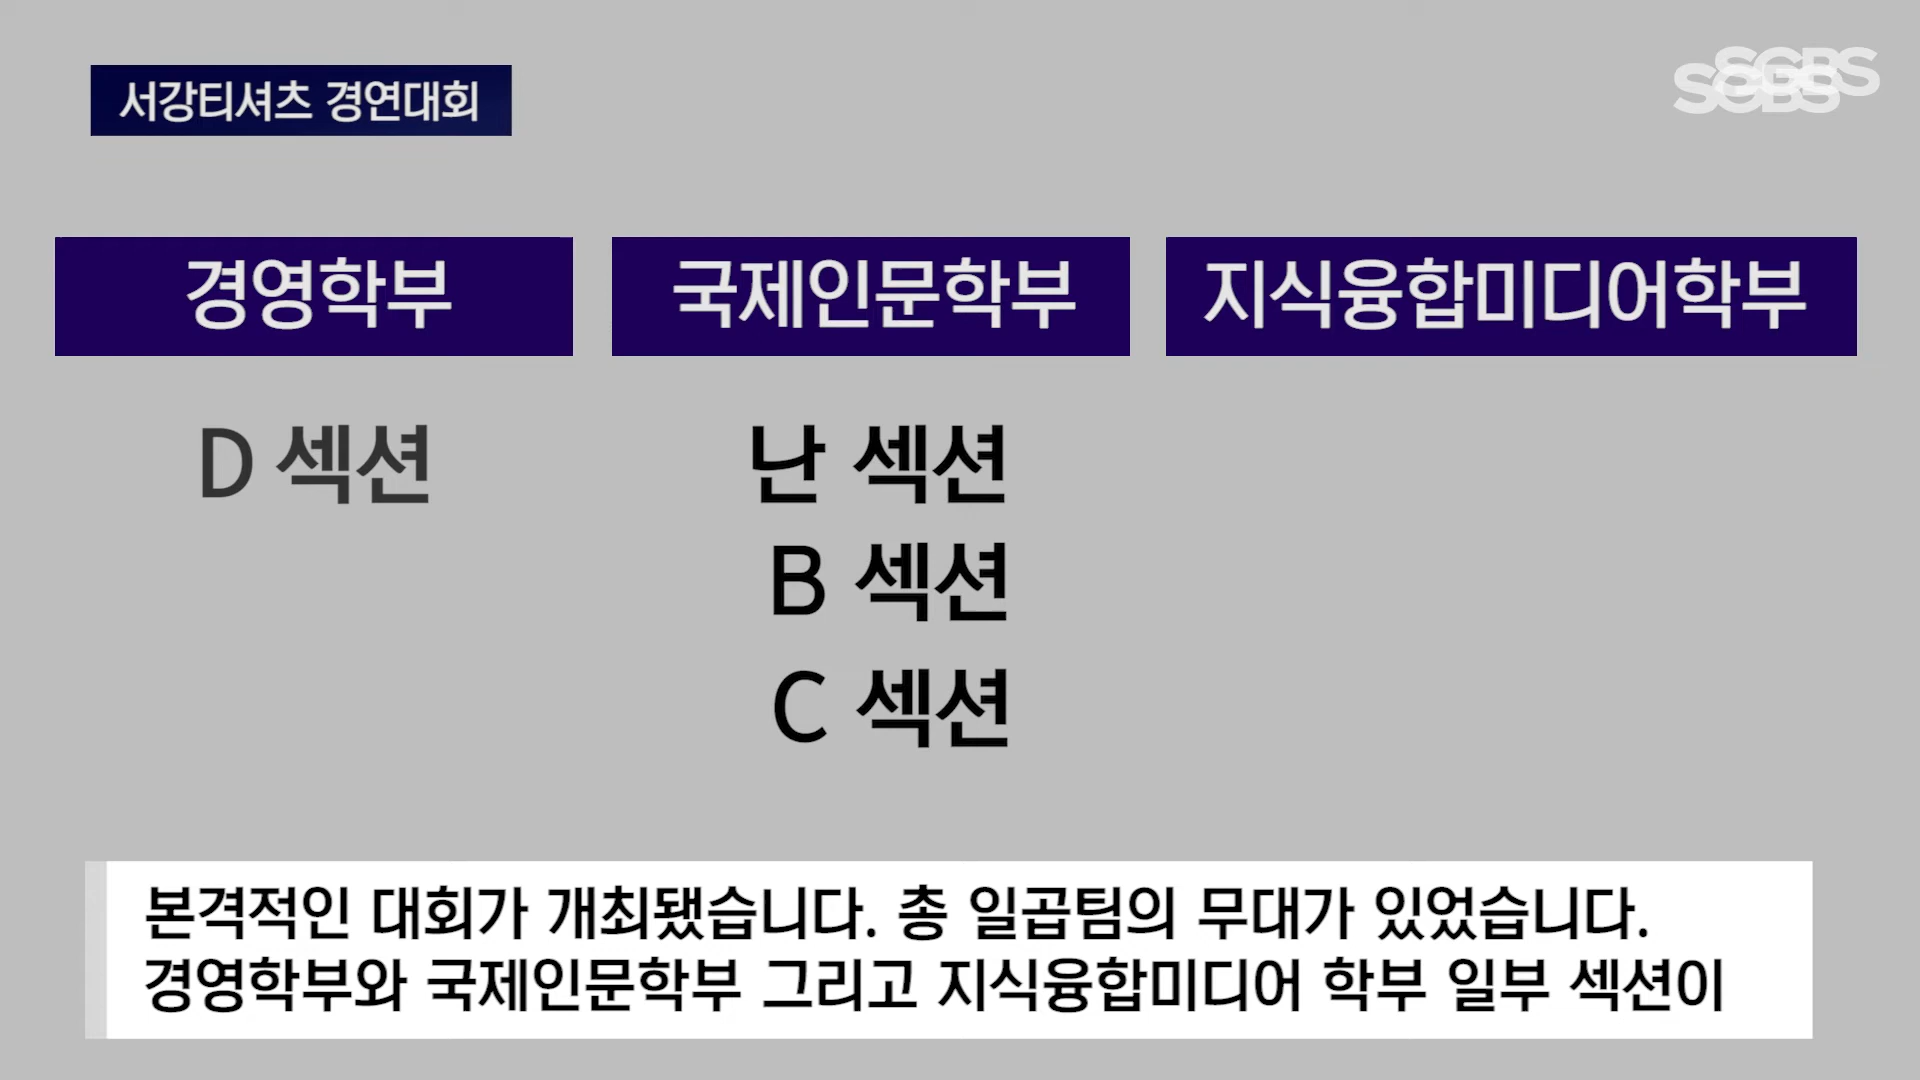 서강티셔츠 경연대회
SGBS
SGBS
경영학부
국제인문학부
지식융합미디어학부
D 섹션
난 섹션
B 섹션
C 섹션
본격적인 대회가 개최됐습니다. 총 일곱팀의 무대가 있었습니다.
경영학부와 국제인문학부 그리고 지식융합미디어 학부 일부 섹션이